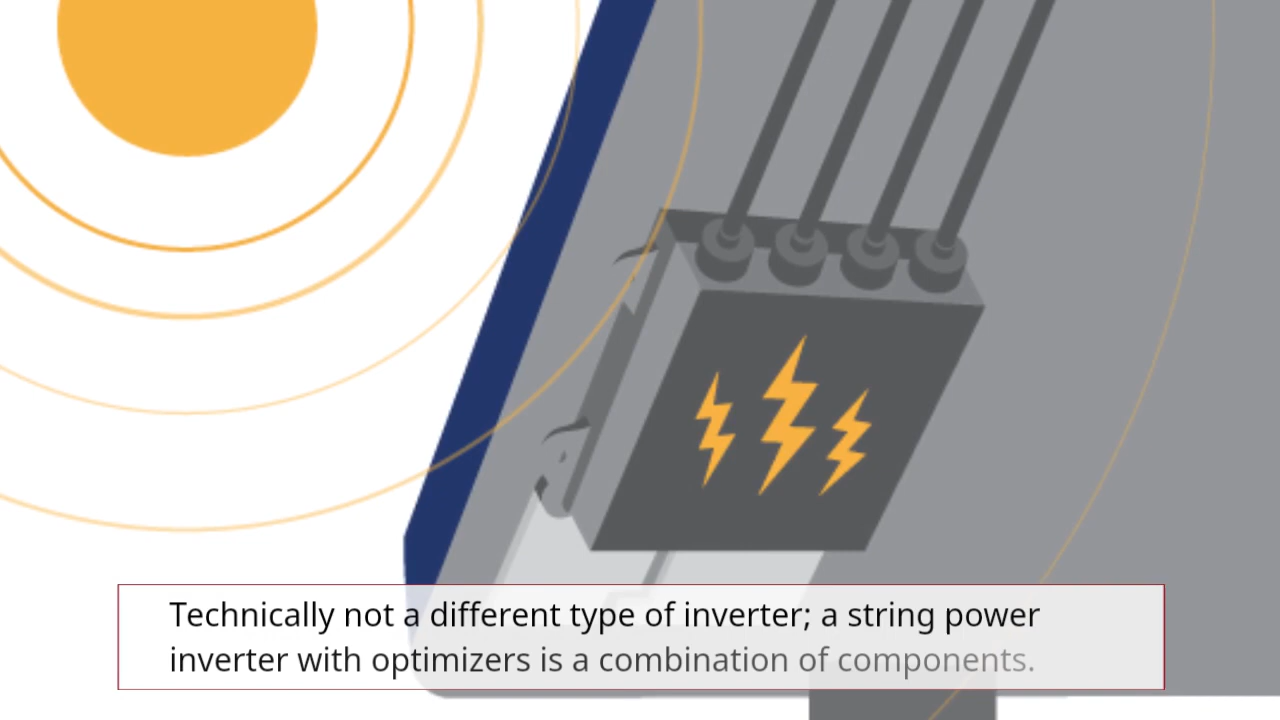 Technically not a different type of inverter; a string power
inverter with optimizers is a combination of components.